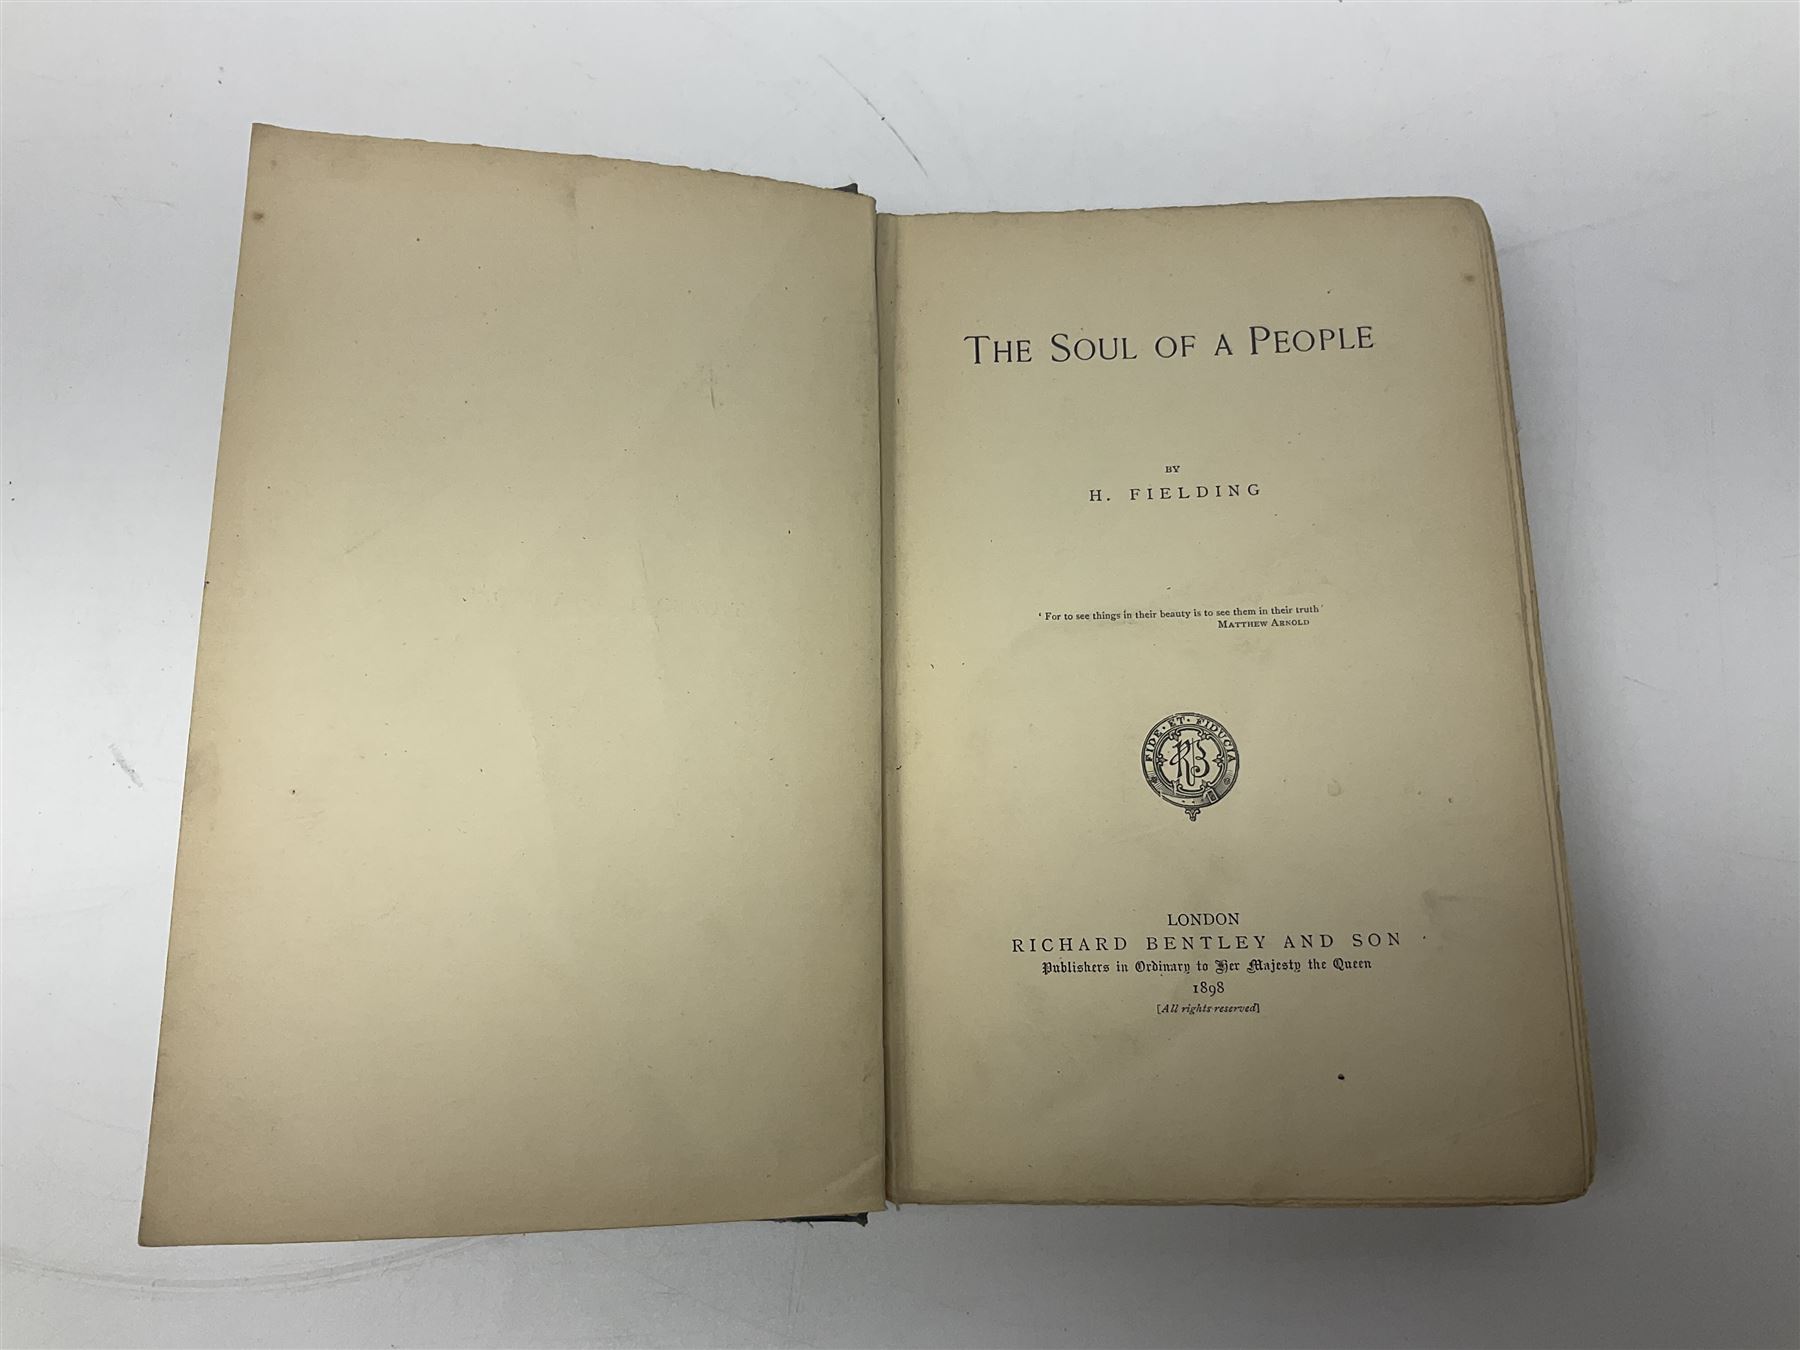 THE SOUL OF A PEOPLE
BY
H. FIELDING
‘For to see things in their beauty is to see them in their truth’
MATTHEW ARNOLD
FIDE · ET · FIDUCIA
RB
LONDON
RICHARD BENTLEY AND SON
Publishers in Ordinary to Her Majesty the Queen
1898
[All rights reserved]